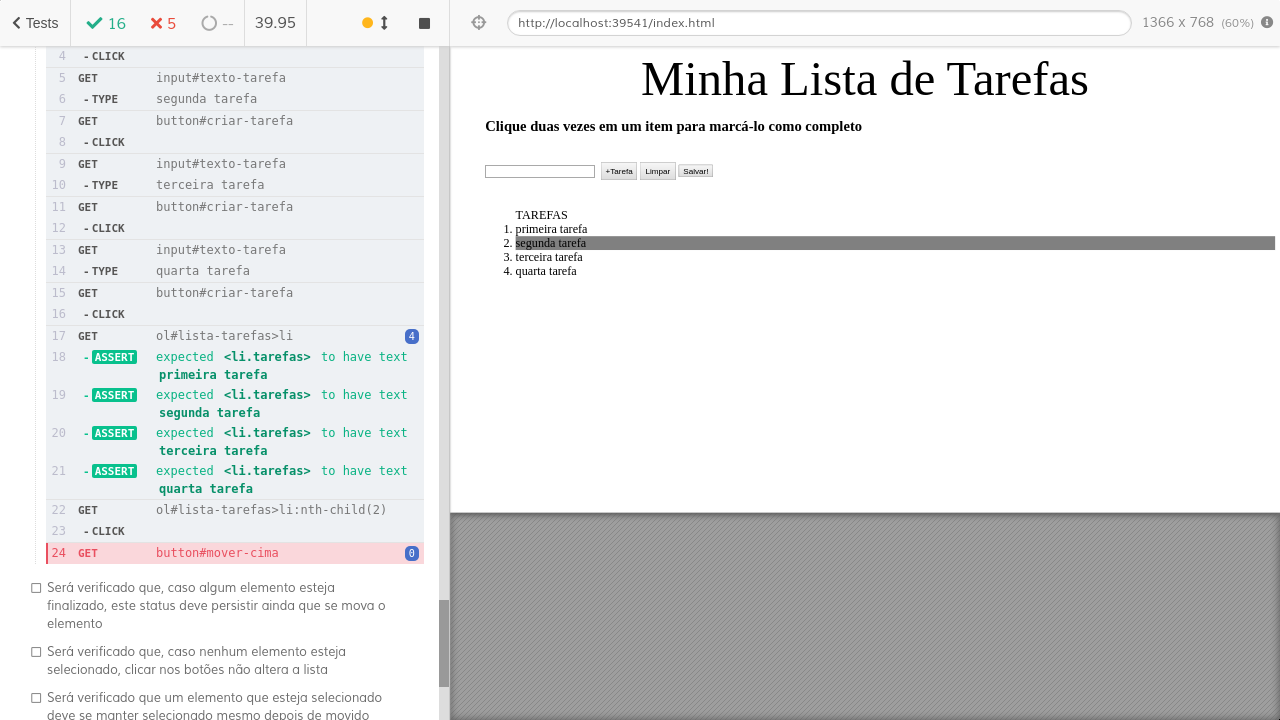 Tests
16
5
--
39.95
http://localhost:39541/index.html
1366 x 768 (60%)
4 - CLICK
5 GET input#texto-tarefa
6 - TYPE segunda tarefa
7 GET button#criar-tarefa
8 - CLICK
9 GET input#texto-tarefa
10 - TYPE terceira tarefa
11 GET button#criar-tarefa
12 - CLICK
13 GET input#texto-tarefa
14 - TYPE quarta tarefa
15 GET button#criar-tarefa
16 - CLICK
17 GET ol#lista-tarefas>li 4
18 - ASSERT expected <li.tarefas> to have text
primeira tarefa
19 - ASSERT expected <li.tarefas> to have text
segunda tarefa
20 - ASSERT expected <li.tarefas> to have text
terceira tarefa
21 - ASSERT expected <li.tarefas> to have text
quarta tarefa
22 GET ol#lista-tarefas>li:nth-child(2)
23 - CLICK
24 GET button#mover-cima 0
Será verificado que, caso algum elemento esteja
finalizado, este status deve persistir ainda que se mova o
elemento
Será verificado que, caso nenhum elemento esteja
selecionado, clicar nos botões não altera a lista
Será verificado que um elemento que esteja selecionado
deve se manter selecionado mesmo depois de movido
Minha Lista de Tarefas
Clique duas vezes em um item para marcá-lo como completo
+Tarefa Limpar Salvar!
TAREFAS
1. primeira tarefa
2. segunda tarefa
3. terceira tarefa
4. quarta tarefa